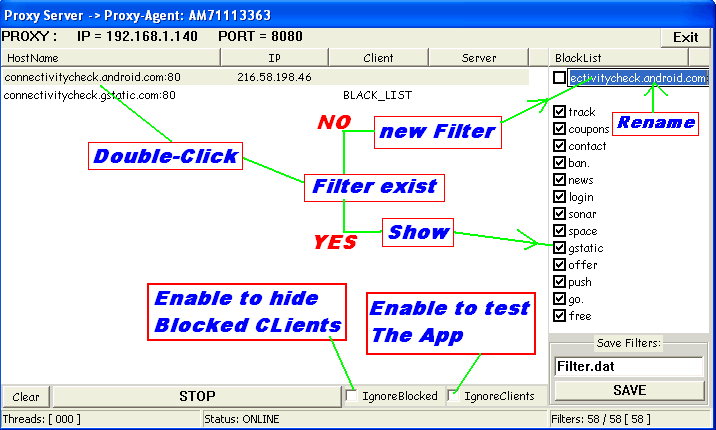 Proxy Server -> Proxy-Agent: AM71113363
PROXY : IP = 192.168.1.140 PORT = 8080 Exit
HostName IP Client Server BlackList
connectivitycheck.android.com:80 216.58.198.46 ectivitycheck.android.com
connectivitycheck.gstatic.com:80 BLACK_LIST
track
NO
new Filter
coupons
Rename
contact
Double-Click
ban.
Filter exist
news
login
sonar
YES
Show
space
gstatic
offer
push
go.
free
Enable to hide
Blocked CLients
Enable to test
The App
Save Filters:
Filter.dat
Clear STOP IgnoreBlocked IgnoreClients SAVE
Threads: [ 000 ] Status: ONLINE Filters: 58 / 58 [ 58 ]